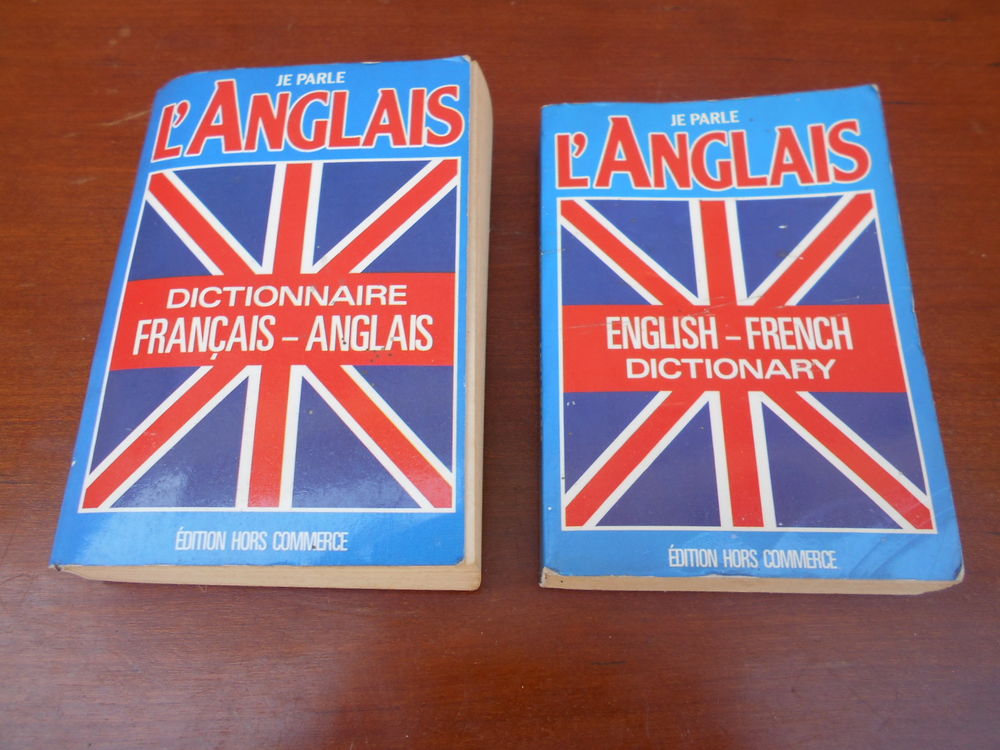 JE PARLE
L'ANGLAIS
DICTIONNAIRE
FRANÇAIS – ANGLAIS
ÉDITION HORS COMMERCE
JE PARLE
L'ANGLAIS
ENGLISH – FRENCH
DICTIONARY
ÉDITION HORS COMMERCE